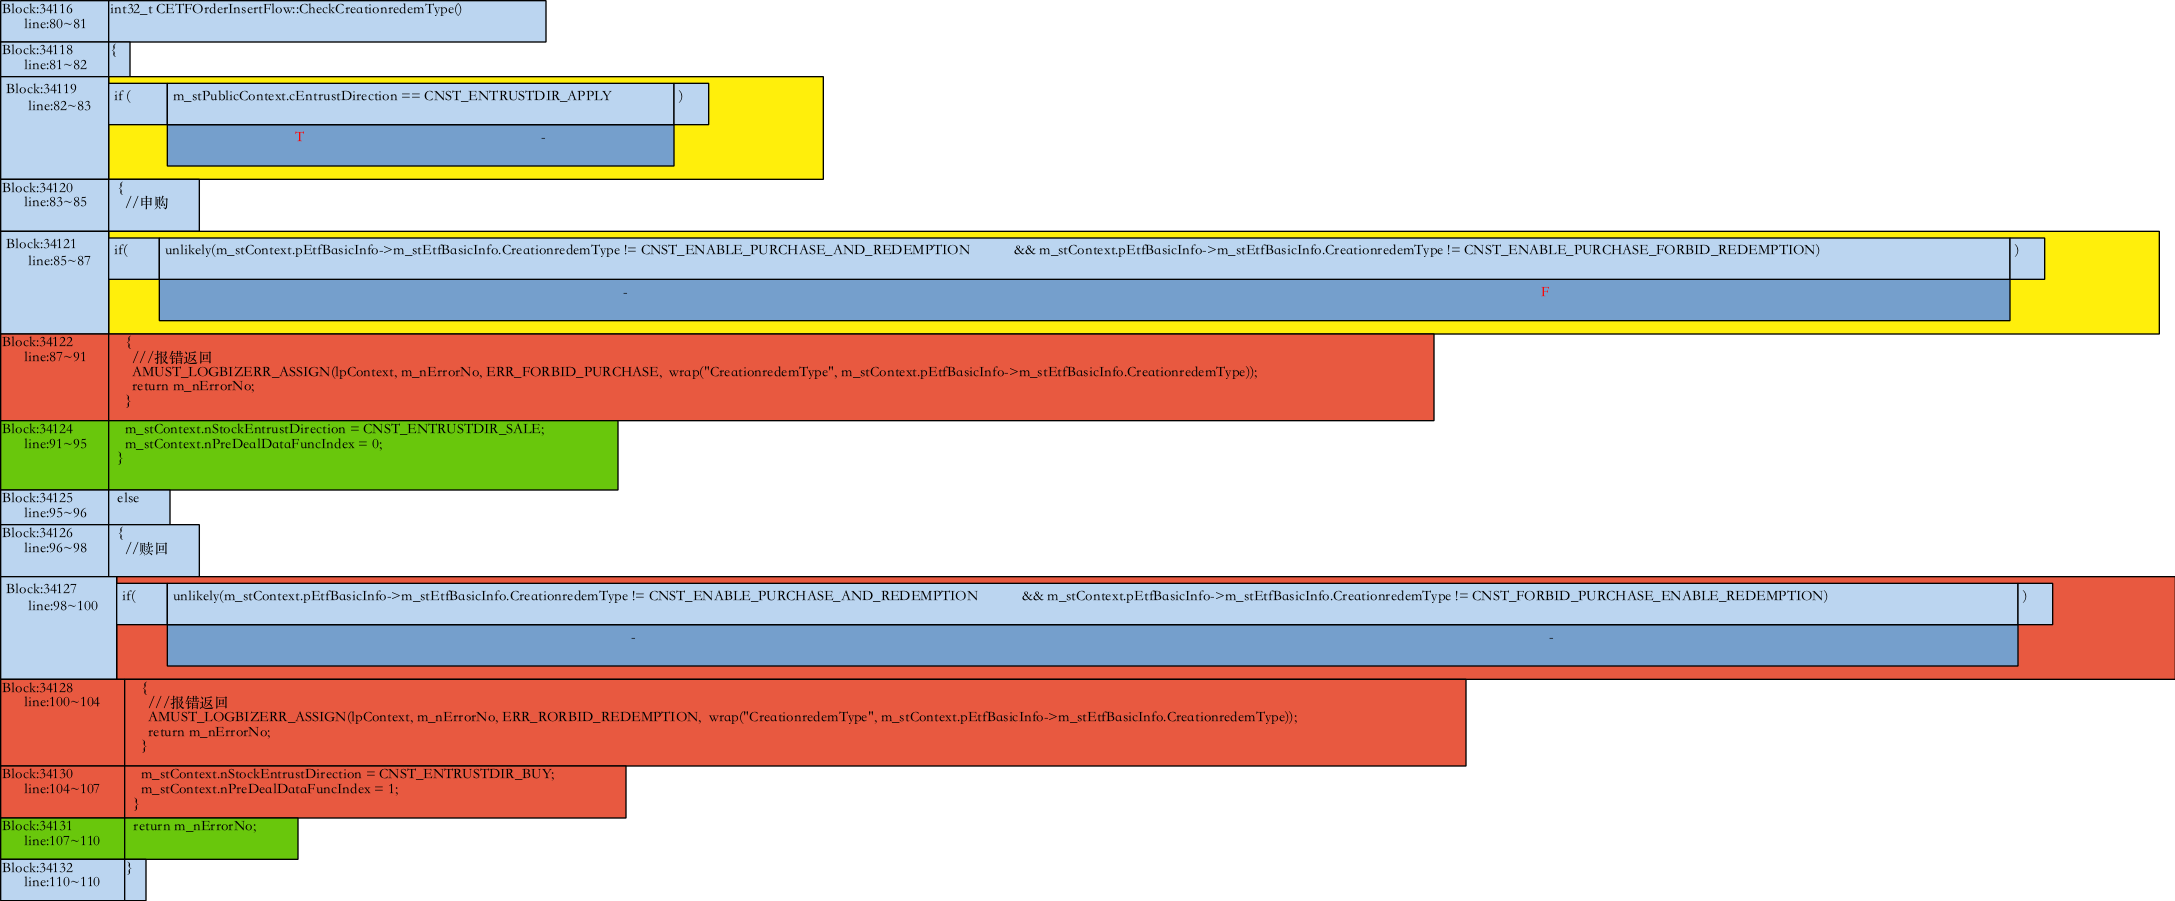 Block:34116 int32_t CETFOrderInsertFlow::CheckCreationredemType()
line:80~81
Block:34118 {
line:81~82
Block:34119 if ( m_stPublicContext.cEntrustDirection == CNST_ENTRUSTDIR_APPLY )
line:82~83
T -
Block:34120 {
line:83~85 //申购
Block:34121 if( unlikely(m_stContext.pEtfBasicInfo->m_stEtfBasicInfo.CreationredemType != CNST_ENABLE_PURCHASE_AND_REDEMPTION && m_stContext.pEtfBasicInfo->m_stEtfBasicInfo.CreationredemType != CNST_ENABLE_PURCHASE_FORBID_REDEMPTION) )
line:85~87
- F
Block:34122 {
line:87~91 ///报错返回
AMUST_LOGBIZERR_ASSIGN(lpContext, m_nErrorNo, ERR_FORBID_PURCHASE, wrap("CreationredemType", m_stContext.pEtfBasicInfo->m_stEtfBasicInfo.CreationredemType));
return m_nErrorNo;
}
Block:34124 m_stContext.nStockEntrustDirection = CNST_ENTRUSTDIR_SALE;
line:91~95 m_stContext.nPreDealDataFuncIndex = 0;
}
Block:34125 else
line:95~96
Block:34126 {
line:96~98 //赎回
Block:34127 if( unlikely(m_stContext.pEtfBasicInfo->m_stEtfBasicInfo.CreationredemType != CNST_ENABLE_PURCHASE_AND_REDEMPTION && m_stContext.pEtfBasicInfo->m_stEtfBasicInfo.CreationredemType != CNST_FORBID_PURCHASE_ENABLE_REDEMPTION) )
line:98~100
- -
Block:34128 {
line:100~104 ///报错返回
AMUST_LOGBIZERR_ASSIGN(lpContext, m_nErrorNo, ERR_RORBID_REDEMPTION, wrap("CreationredemType", m_stContext.pEtfBasicInfo->m_stEtfBasicInfo.CreationredemType));
return m_nErrorNo;
}
Block:34130 m_stContext.nStockEntrustDirection = CNST_ENTRUSTDIR_BUY;
line:104~107 m_stContext.nPreDealDataFuncIndex = 1;
}
Block:34131 return m_nErrorNo;
line:107~110
Block:34132 }
line:110~110